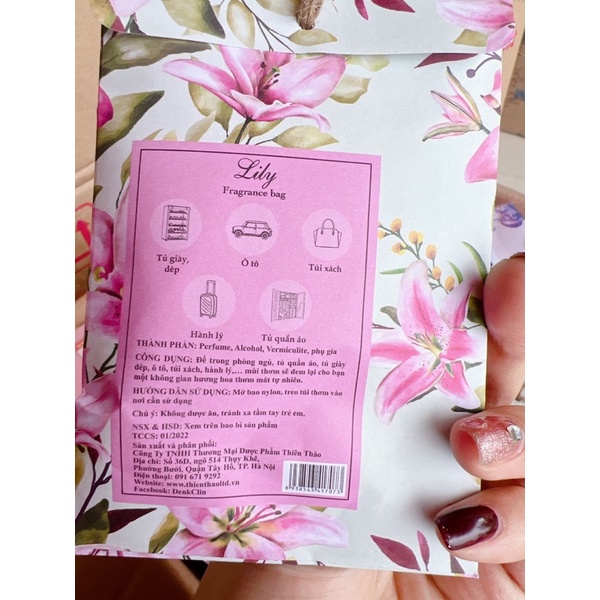 Lily
Fragrance bag
Tủ giày,
dép
Ô tô
Túi xách
Hành lý
Tủ quần áo
THÀNH PHẦN: Perfume, Alcohol, Vermiculite, phụ gia
CÔNG DỤNG: Để trong phòng ngủ, tủ quần áo, tủ giày
dép, ô tô, túi xách, hành lý,... mùi thơm sẽ đem lại cho bạn
một không gian hương hoa thơm mát tự nhiên.
HƯỚNG DẪN SỬ DỤNG: Mở bao nylon, treo túi thơm vào
nơi cần sử dụng
Chú ý: Không được ăn, tránh xa tầm tay trẻ em.
NSX & HSD: Xem trên bao bì sản phẩm
TCCS: 01/2022
Sản xuất và phân phối:
Công Ty TNHH Thương Mại Dược Phẩm Thiên Thảo
Địa chỉ: Số 36D, ngõ 514 Thụy Khê,
Phường Bưởi, Quận Tây Hồ, TP. Hà Nội
Điện thoại: 091 671 9292
Website: www.thienthaoltd.vn
Facebook: DenkClin
8 938543 417073